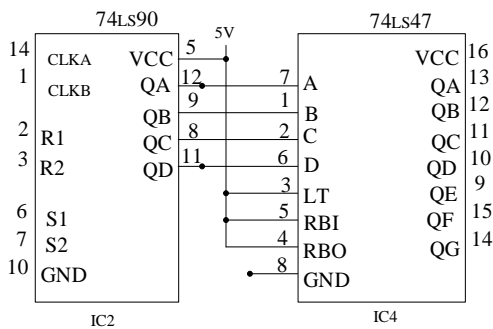 74LS90
74LS47
5V
14 CLKA VCC 5
1 CLKB QA 12
QB 9
2 R1 QC 8
3 R2 QD 11
6 S1
7 S2
10 GND
IC2
VCC 16
7 A QA 13
1 B QB 12
2 C QC 11
6 D QD 10
3 LT QE 9
5 RBI QF 15
4 RBO QG 14
8 GND
IC4